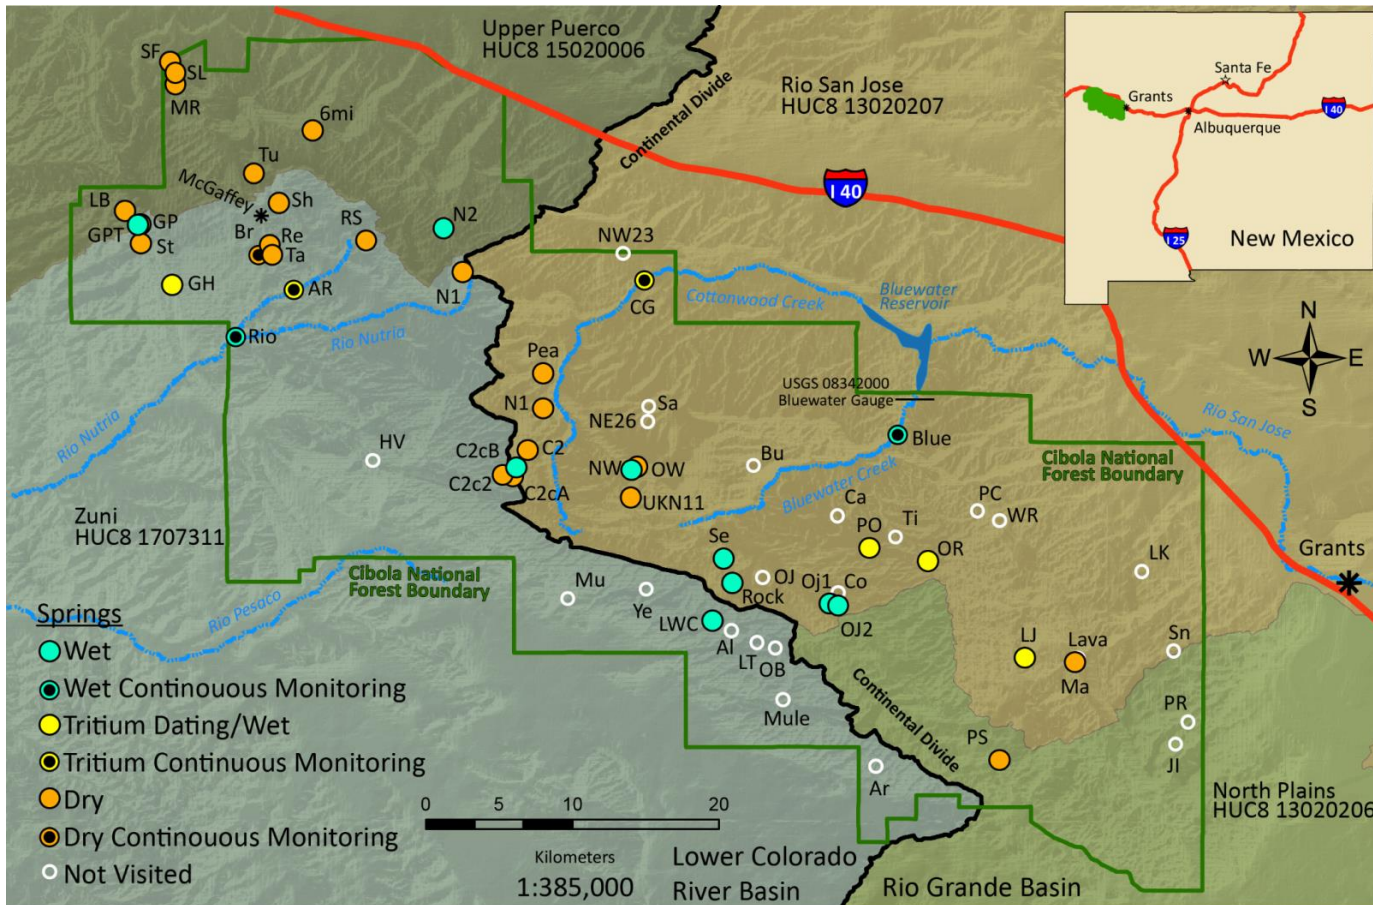 Upper Puerco
HUC8 15020006
Rio San Jose
HUC8 13020207
Continental Divide
I 40
Santa Fe
Grants
I 40
Albuquerque
I 25
New Mexico
N
W E
S
SF
SL
MR
6mi
Tu
McGaffey
Sh
LB
GP
GPT
St
Br
Re
Ta
RS
N2
GH
AR
N1
Rio
Rio Nutria
Rio Nutria
NW23
CG
Cottonwood Creek
Bluewater
Reservoir
USGS 08342000
Bluewater Gauge
Rio San Jose
Pea
N1
Sa
NE26
C2
C2cB
C2c2
C2cA
NW
OW
UKN11
HV
Bu
Blue
Bluewater Creek
Cibola National
Forest Boundary
Zuni
HUC8 1707311
Ca
PO
Ti
PC
WR
OR
LK
Grants
Se
Rock
OJ
Oj1
Co
OJ2
Cibola National
Forest Boundary
Rio Pesaco
Mu
Ye
LWC
Al
LT
OB
Mule
LJ
Lava
Ma
Sn
PR
JI
PS
Continental Divide
Ar
North Plains
HUC8 13020206
Springs
Wet
Wet Continouous Monitoring
Tritium Dating/Wet
Tritium Continuous Monitoring
Dry
Dry Continouous Monitoring
Not Visited
0 5 10 20
Kilometers
1:385,000
Lower Colorado
River Basin
Rio Grande Basin